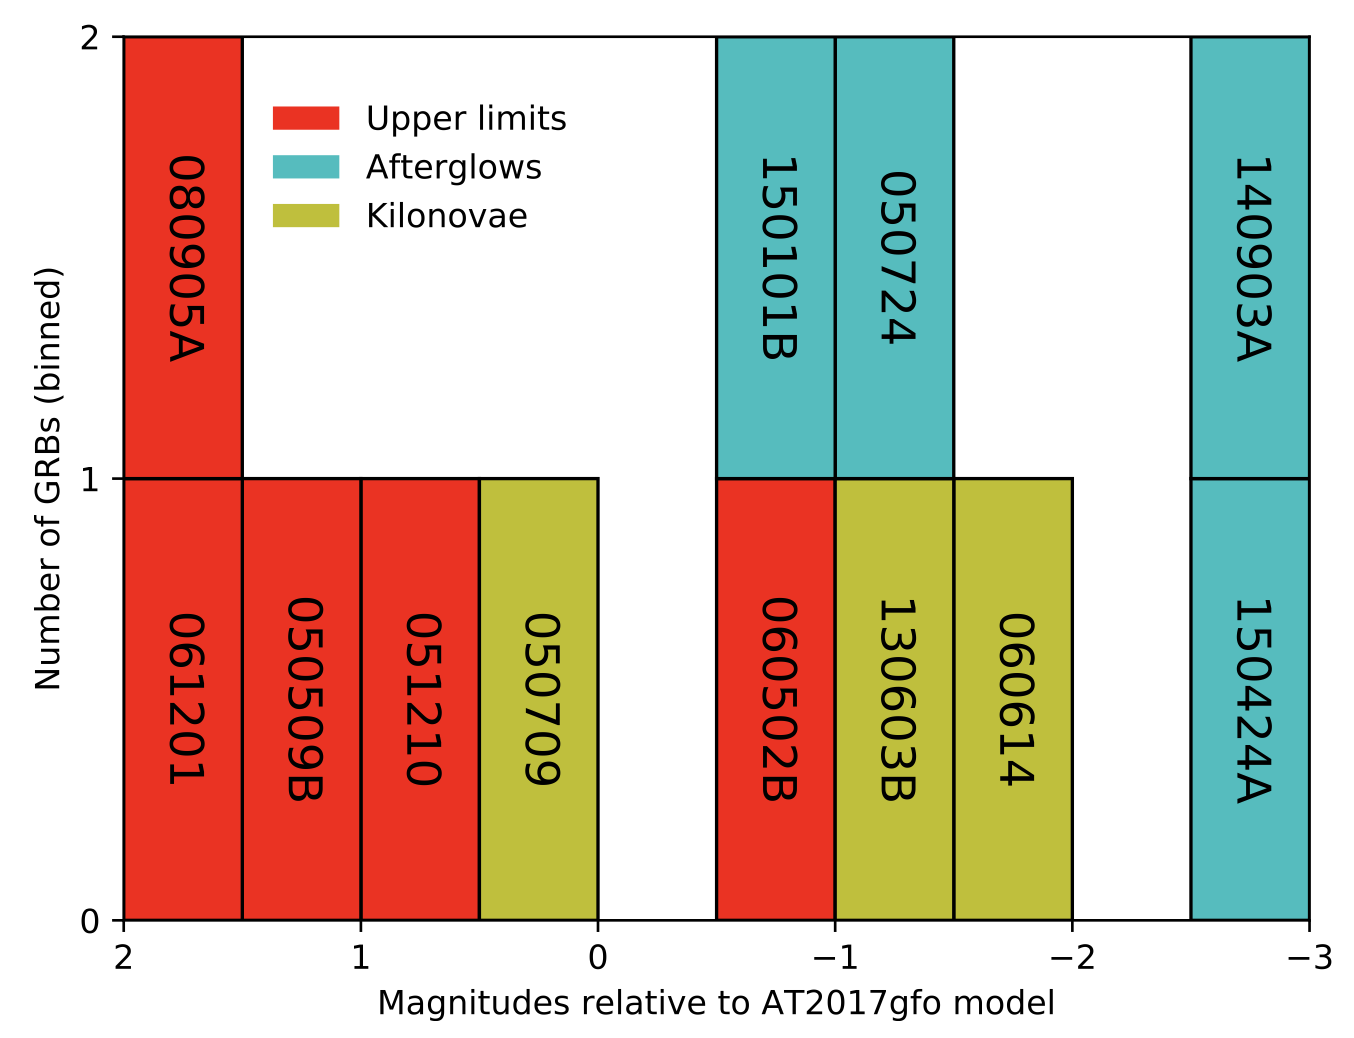 2
Upper limits
Afterglows
Kilonovae
080905A
150101B
050724
140903A
Number of GRBs (binned)
1
061201
050509B
051210
050709
060502B
130603B
060614
150424A
0
2 1 0 −1 −2 −3
Magnitudes relative to AT2017gfo model